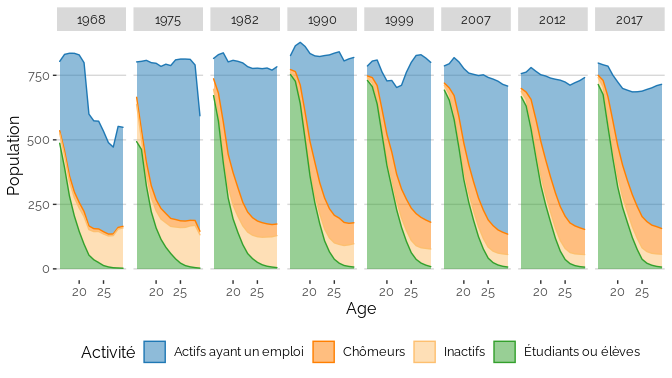 1968 1975 1982 1990 1999 2007 2012 2017
Population
750
500
250
0
20 25 20 25 20 25 20 25 20 25 20 25 20 25 20 25
Age
Activité Actifs ayant un emploi Chômeurs Inactifs Étudiants ou élèves